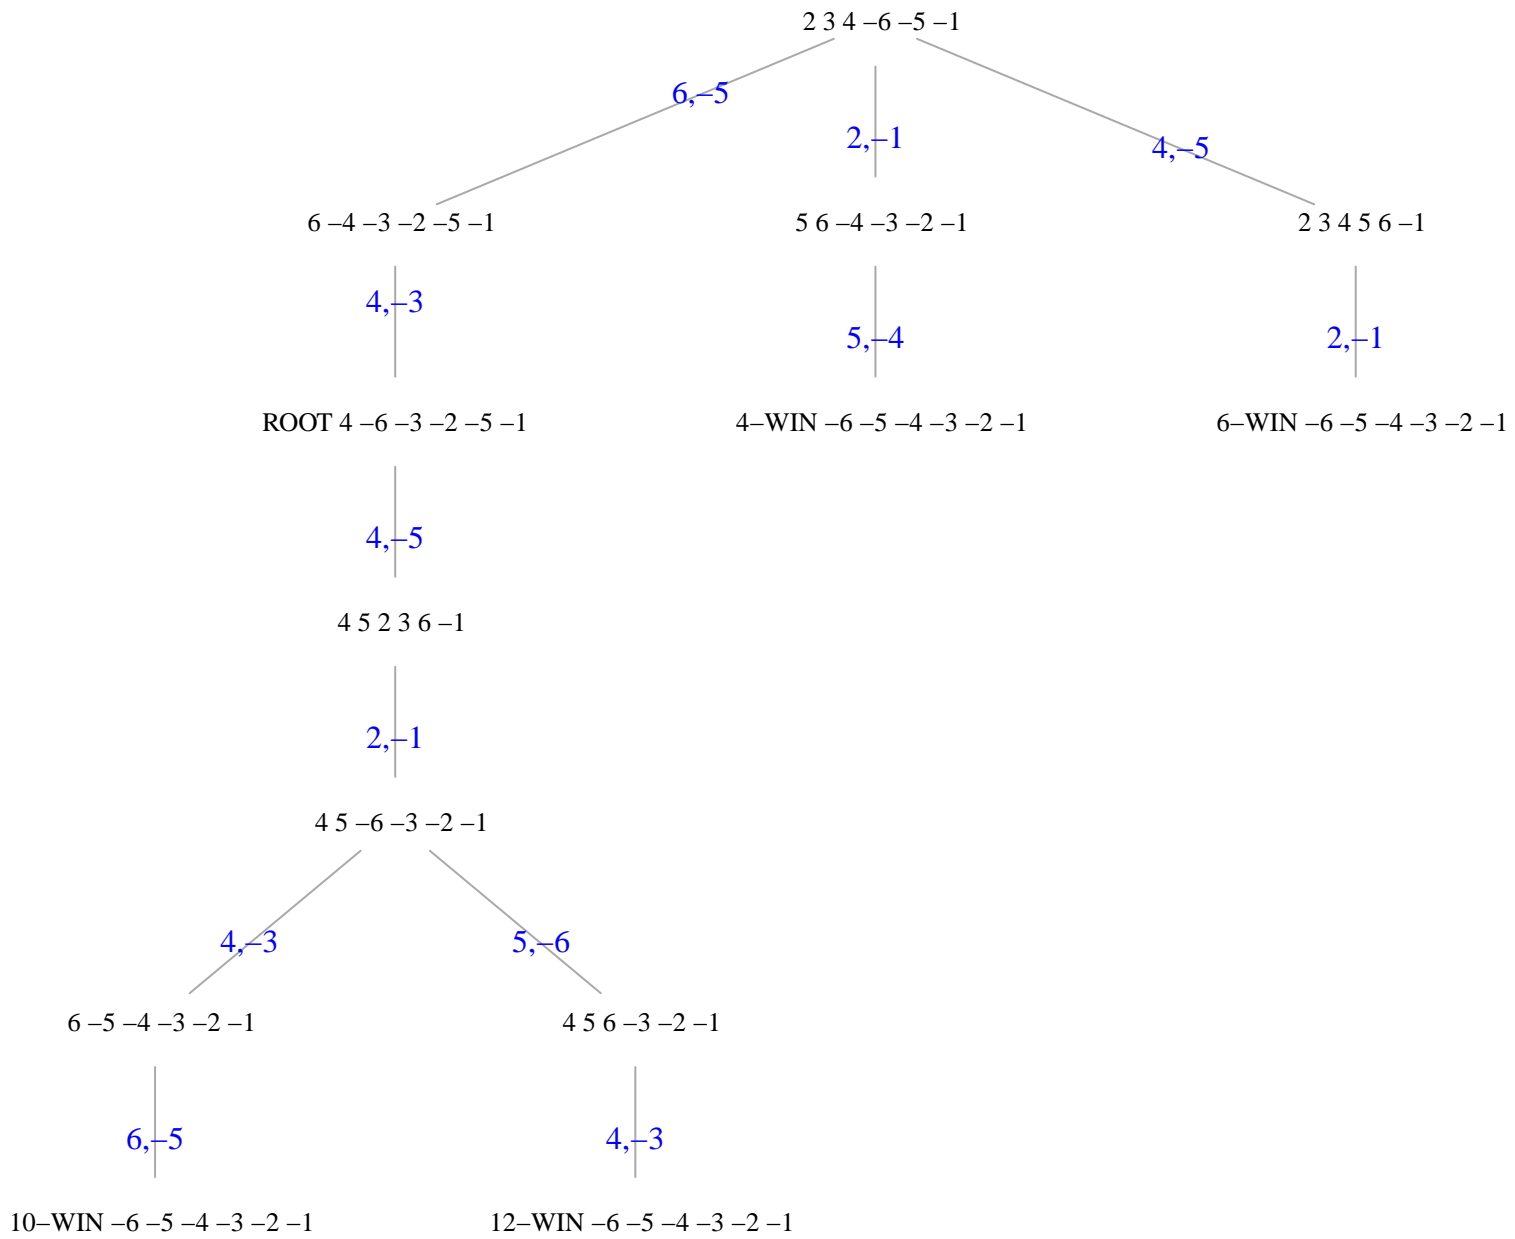 2 3 4 –6 –5 –1
6,–5
2,–1
4,–5
6 –4 –3 –2 –5 –1
5 6 –4 –3 –2 –1
2 3 4 5 6 –1
4,–3
5,–4
2,–1
ROOT 4 –6 –3 –2 –5 –1
4–WIN –6 –5 –4 –3 –2 –1
6–WIN –6 –5 –4 –3 –2 –1
4,–5
4 5 2 3 6 –1
2,–1
4 5 –6 –3 –2 –1
4,–3
5,–6
6 –5 –4 –3 –2 –1
4 5 6 –3 –2 –1
6,–5
4,–3
10–WIN –6 –5 –4 –3 –2 –1
12–WIN –6 –5 –4 –3 –2 –1